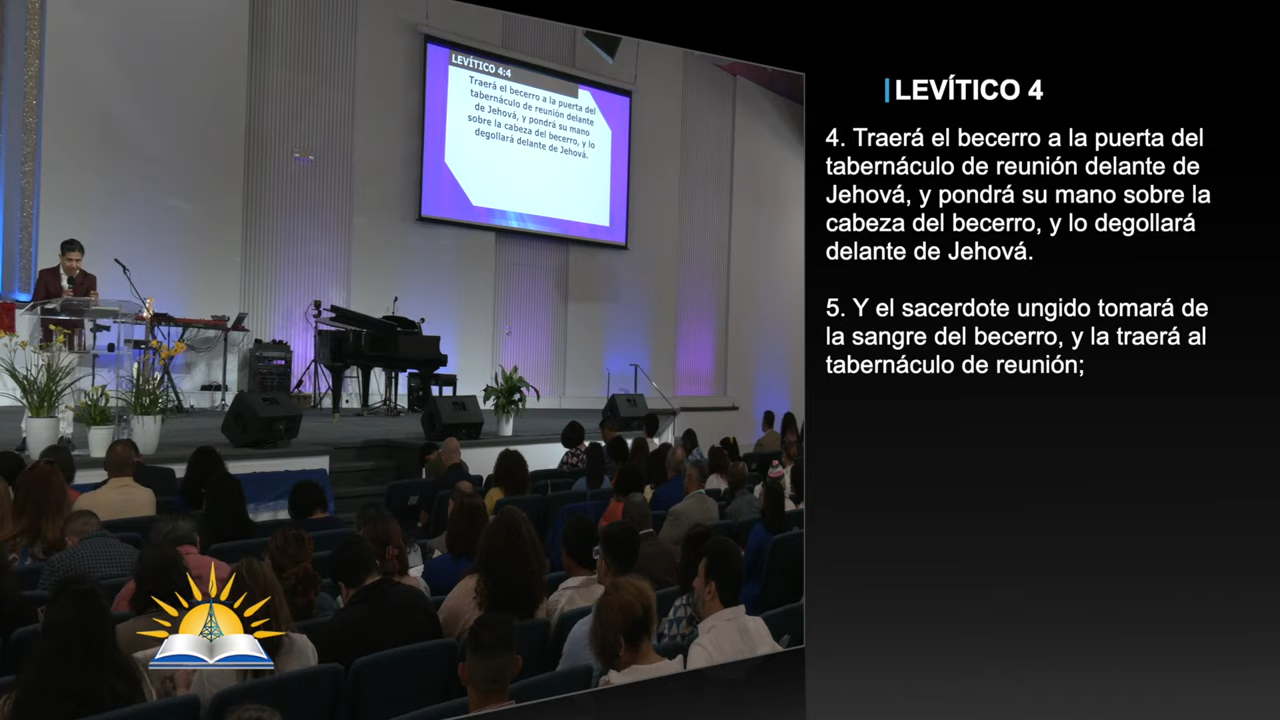 LEVÍTICO 4:4
Traerá el becerro a la puerta del
tabernáculo de reunión delante
de Jehová, y pondrá su mano
sobre la cabeza del becerro, y lo
degollará delante de Jehová.
LEVÍTICO 4
4. Traerá el becerro a la puerta del
tabernáculo de reunión delante de
Jehová, y pondrá su mano sobre la
cabeza del becerro, y lo degollará
delante de Jehová.
5. Y el sacerdote ungido tomará de
la sangre del becerro, y la traerá al
tabernáculo de reunión;